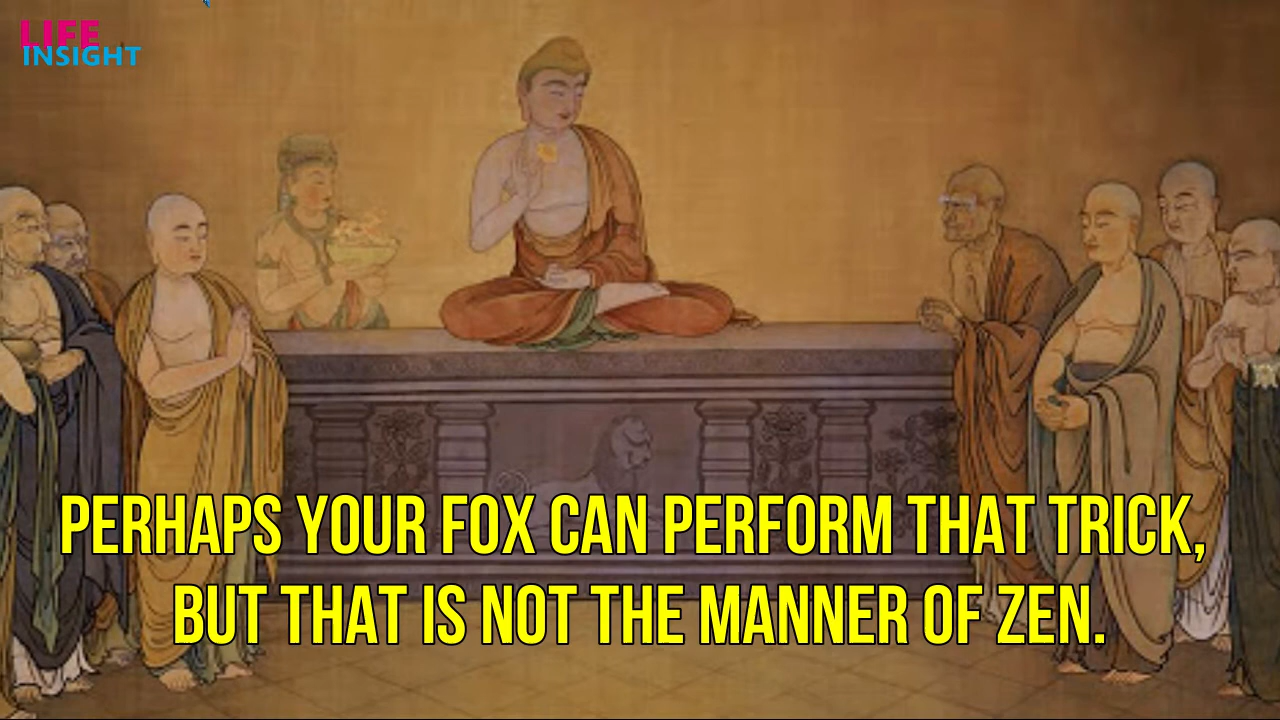 LIFE
INSIGHT
PERHAPS YOUR FOX CAN PERFORM THAT TRICK,
BUT THAT IS NOT THE MANNER OF ZEN.